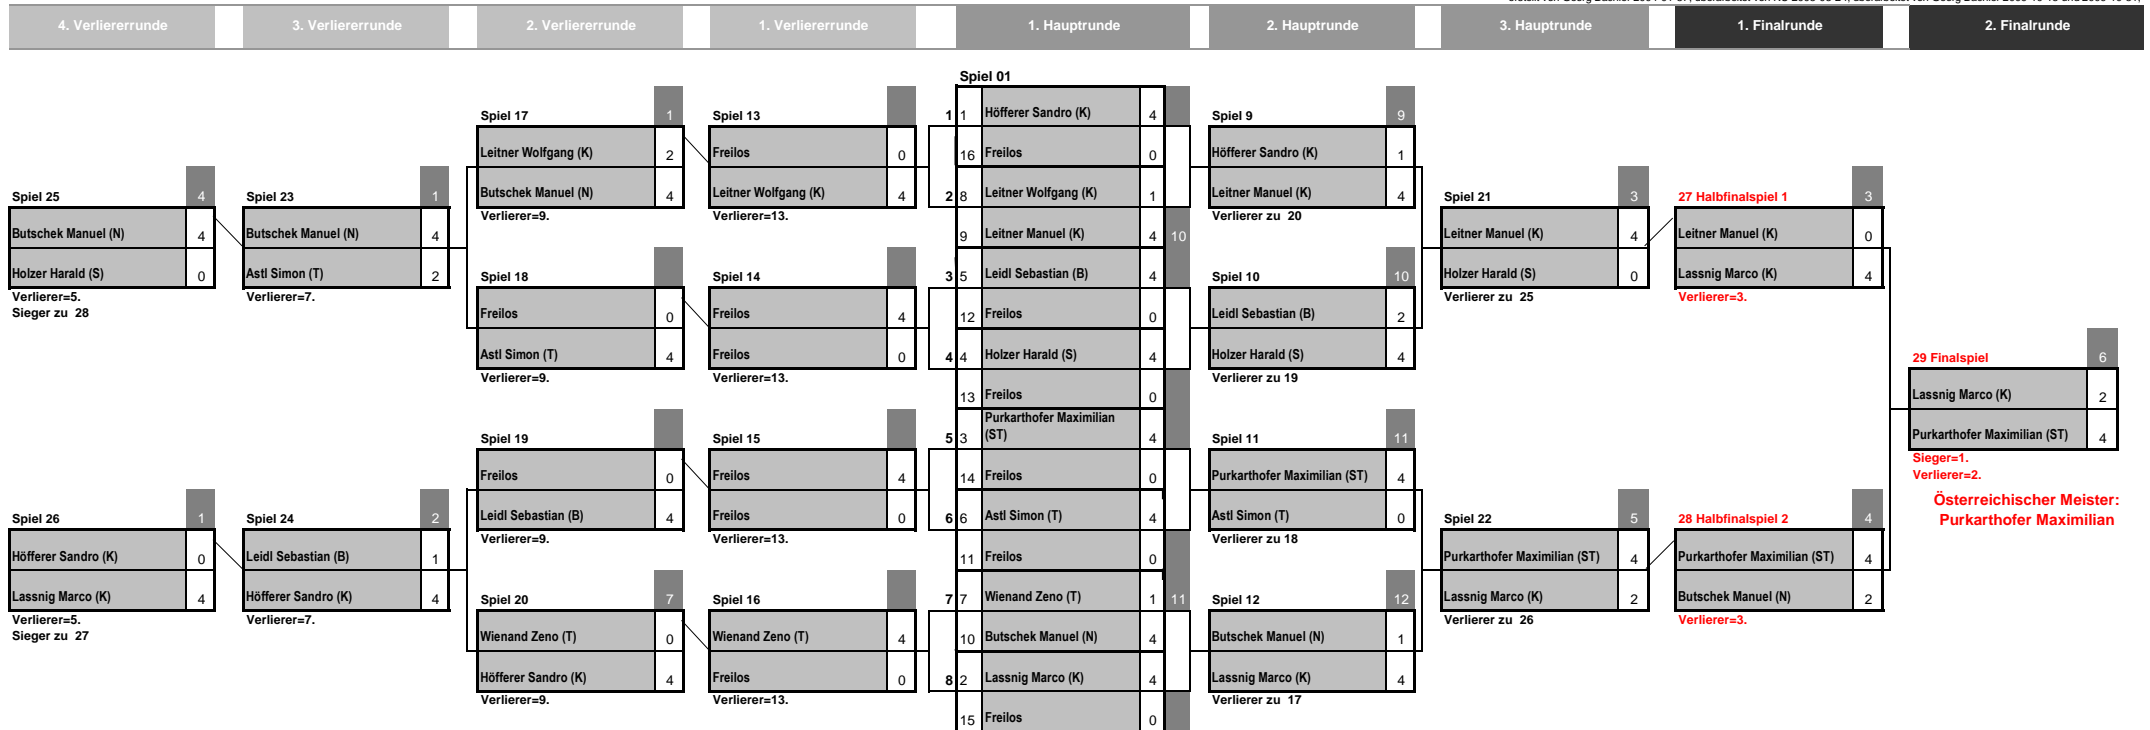 4. Verliererrunde
3. Verliererrunde
2. Verliererrunde
1. Verliererrunde
1. Hauptrunde
2. Hauptrunde
3. Hauptrunde
1. Finalrunde
2. Finalrunde
Spiel 25 4
Butschek Manuel (N) 4
Holzer Harald (S) 0
Verlierer=5.
Sieger zu 28
Spiel 26 1
Höfferer Sandro (K) 0
Lassnig Marco (K) 4
Verlierer=5.
Sieger zu 27
Spiel 23 1
Butschek Manuel (N) 4
Astl Simon (T) 2
Verlierer=7.
Spiel 24 2
Leidl Sebastian (B) 1
Höfferer Sandro (K) 4
Verlierer=7.
Spiel 17 1
Leitner Wolfgang (K) 2
Butschek Manuel (N) 4
Verlierer=9.
Spiel 18
Freilos 0
Astl Simon (T) 4
Verlierer=9.
Spiel 19
Freilos 0
Leidl Sebastian (B) 4
Verlierer=9.
Spiel 20 7
Wienand Zeno (T) 0
Höfferer Sandro (K) 4
Verlierer=9.
Spiel 13
Freilos 0
Leitner Wolfgang (K) 4
Verlierer=13.
Spiel 14
Freilos 4
Freilos 0
Verlierer=13.
Spiel 15
Freilos 4
Freilos 0
Verlierer=13.
Spiel 16
Wienand Zeno (T) 4
Freilos 0
Verlierer=13.
Spiel 01
1 1 Höfferer Sandro (K) 4
16 Freilos 0
2 8 Leitner Wolfgang (K) 1
9 Leitner Manuel (K) 4 10
3 5 Leidl Sebastian (B) 4
12 Freilos 0
4 4 Holzer Harald (S) 4
13 Freilos 0
Purkarthofer Maximilian
5 3 (ST) 4
14 Freilos 0
6 6 Astl Simon (T) 4
11 Freilos 0
7 7 Wienand Zeno (T) 1 11
10 Butschek Manuel (N) 4
8 2 Lassnig Marco (K) 4
15 Freilos 0
Spiel 9 9
Höfferer Sandro (K) 1
Leitner Manuel (K) 4
Verlierer zu 20
Spiel 10 10
Leidl Sebastian (B) 2
Holzer Harald (S) 4
Verlierer zu 19
Spiel 11 11
Purkarthofer Maximilian (ST) 4
Astl Simon (T) 0
Verlierer zu 18
Spiel 12 12
Butschek Manuel (N) 1
Lassnig Marco (K) 4
Verlierer zu 17
Spiel 21 3
Leitner Manuel (K) 4
Holzer Harald (S) 0
Verlierer zu 25
Spiel 22 5
Purkarthofer Maximilian (ST) 4
Lassnig Marco (K) 2
Verlierer zu 26
27 Halbfinalspiel 1 3
Leitner Manuel (K) 0
Lassnig Marco (K) 4
Verlierer=3.
28 Halbfinalspiel 2 4
Purkarthofer Maximilian (ST) 4
Butschek Manuel (N) 2
Verlierer=3.
29 Finalspiel 6
Lassnig Marco (K) 2
Purkarthofer Maximilian (ST) 4
Sieger=1.
Verlierer=2.
Österreichischer Meister:
Purkarthofer Maximilian